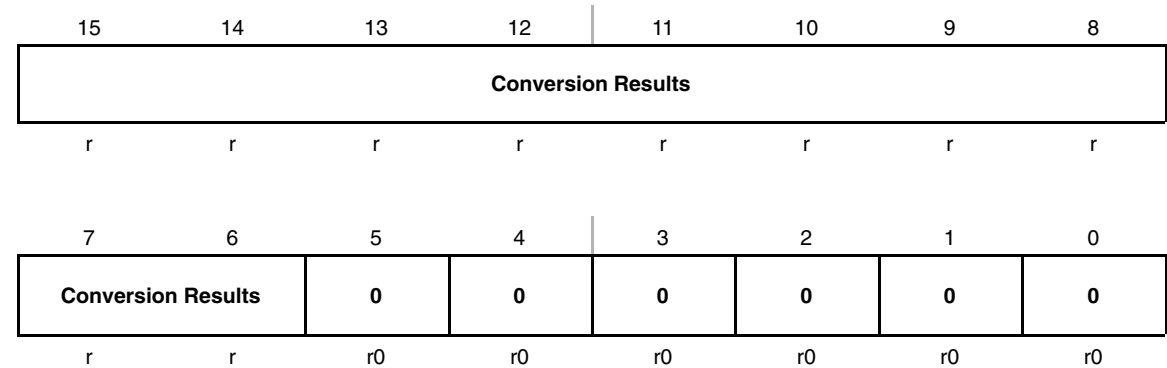 15 14 13 12 11 10 9 8
Conversion Results
r r r r r r r r
7 6 5 4 3 2 1 0
Conversion Results 0 0 0 0 0 0
r r r0 r0 r0 r0 r0 r0